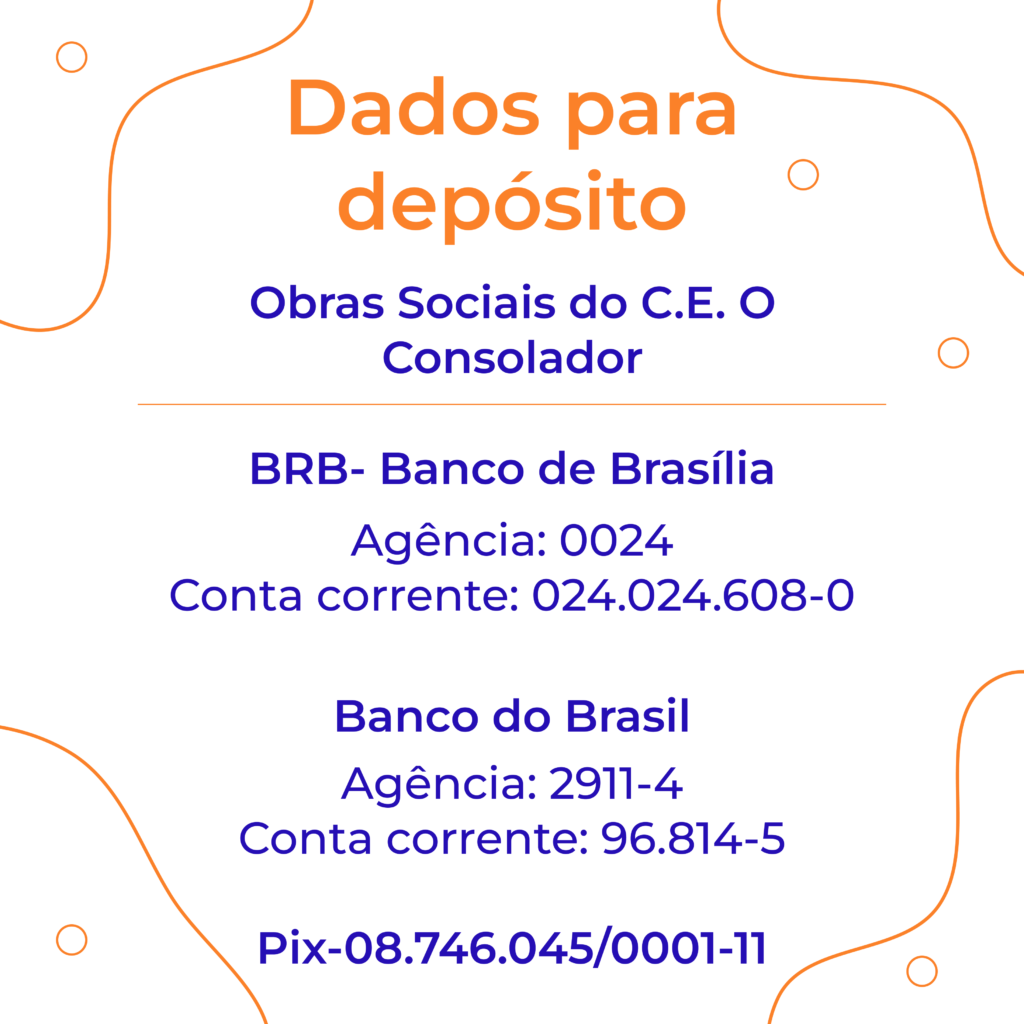 Dados para
depósito
Obras Sociais do C.E. O
Consolador
BRB- Banco de Brasília
Agência: 0024
Conta corrente: 024.024.608-0
Banco do Brasil
Agência: 2911-4
Conta corrente: 96.814-5
Pix-08.746.045/0001-11